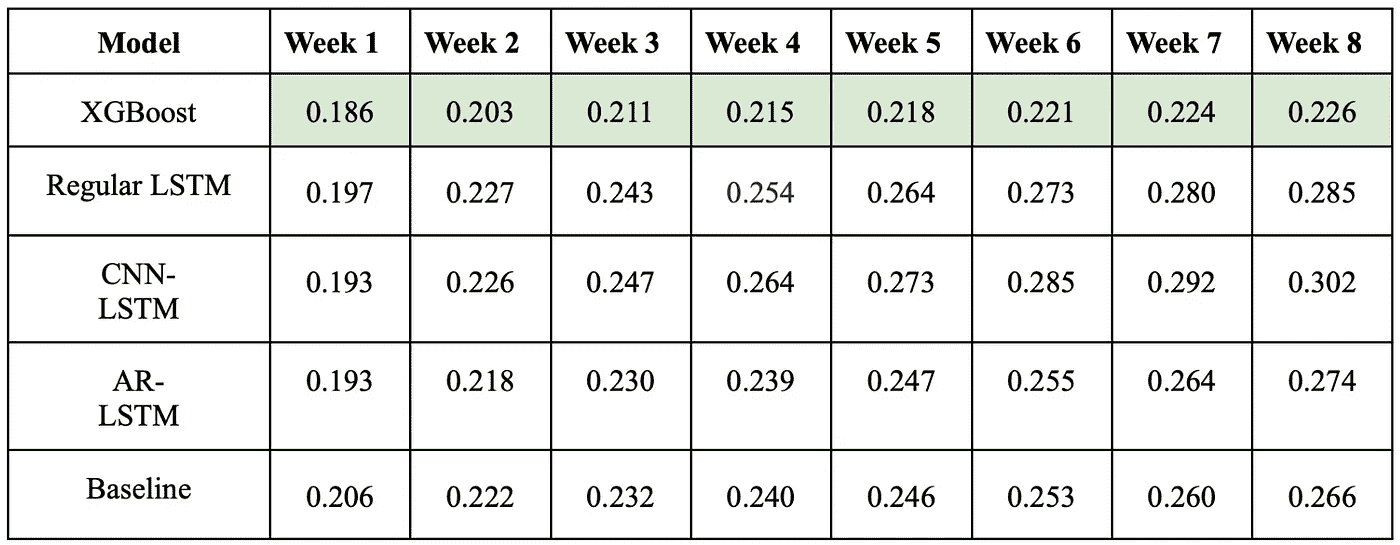 Model Week 1 Week 2 Week 3 Week 4 Week 5 Week 6 Week 7 Week 8
XGBoost 0.186 0.203 0.211 0.215 0.218 0.221 0.224 0.226
Regular LSTM 0.197 0.227 0.243 0.254 0.264 0.273 0.280 0.285
CNN-
LSTM 0.193 0.226 0.247 0.264 0.273 0.285 0.292 0.302
AR-
LSTM 0.193 0.218 0.230 0.239 0.247 0.255 0.264 0.274
Baseline 0.206 0.222 0.232 0.240 0.246 0.253 0.260 0.266